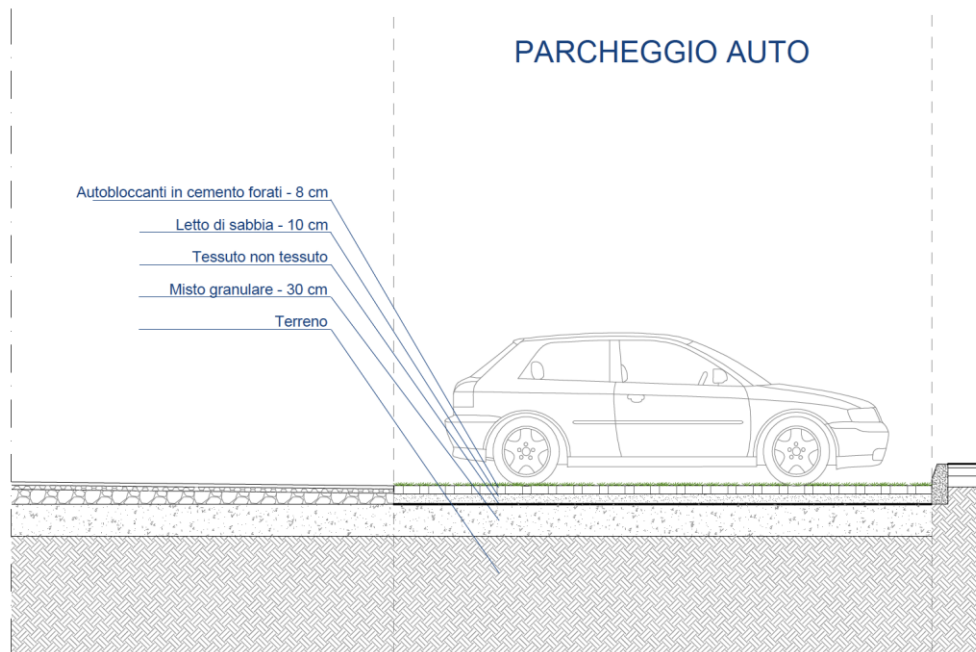 PARCHEGGIO AUTO
Autobloccanti in cemento forati - 8 cm
Letto di sabbia - 10 cm
Tessuto non tessuto
Misto granulare - 30 cm
Terreno